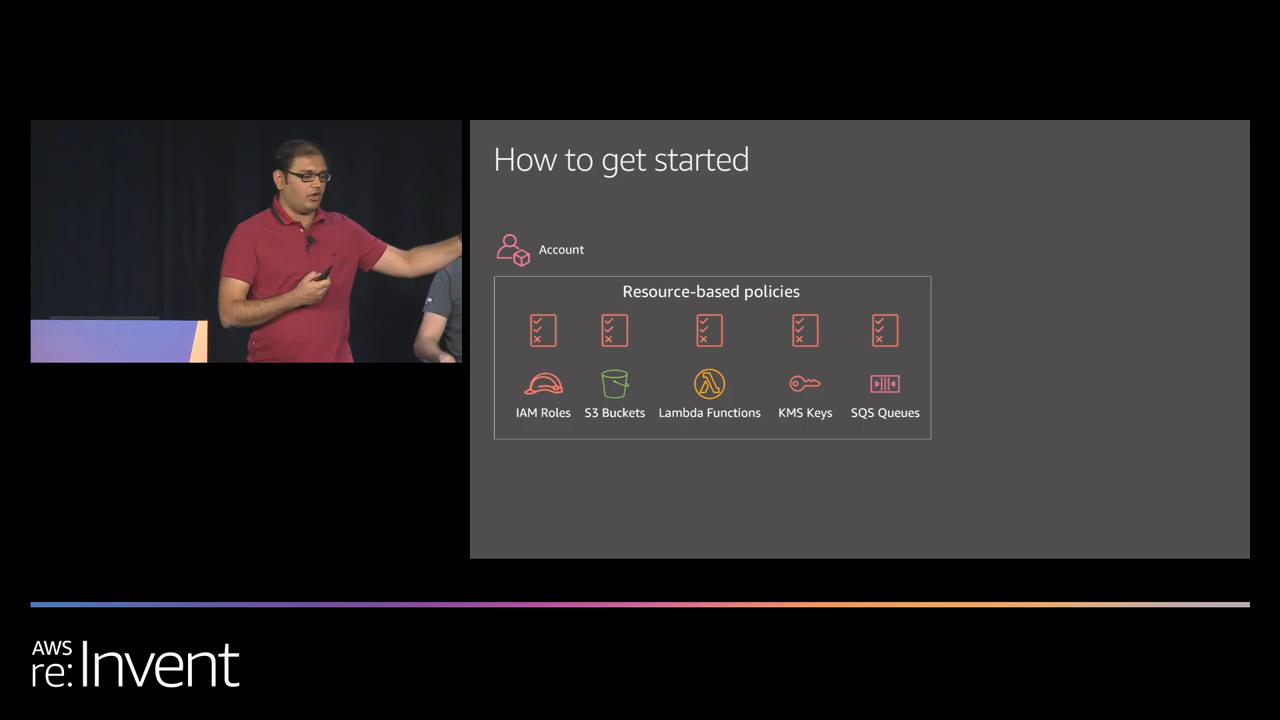 How to get started
Account
Resource-based policies
IAM Roles S3 Buckets Lambda Functions KMS Keys SQS Queues
AWS
re:Invent